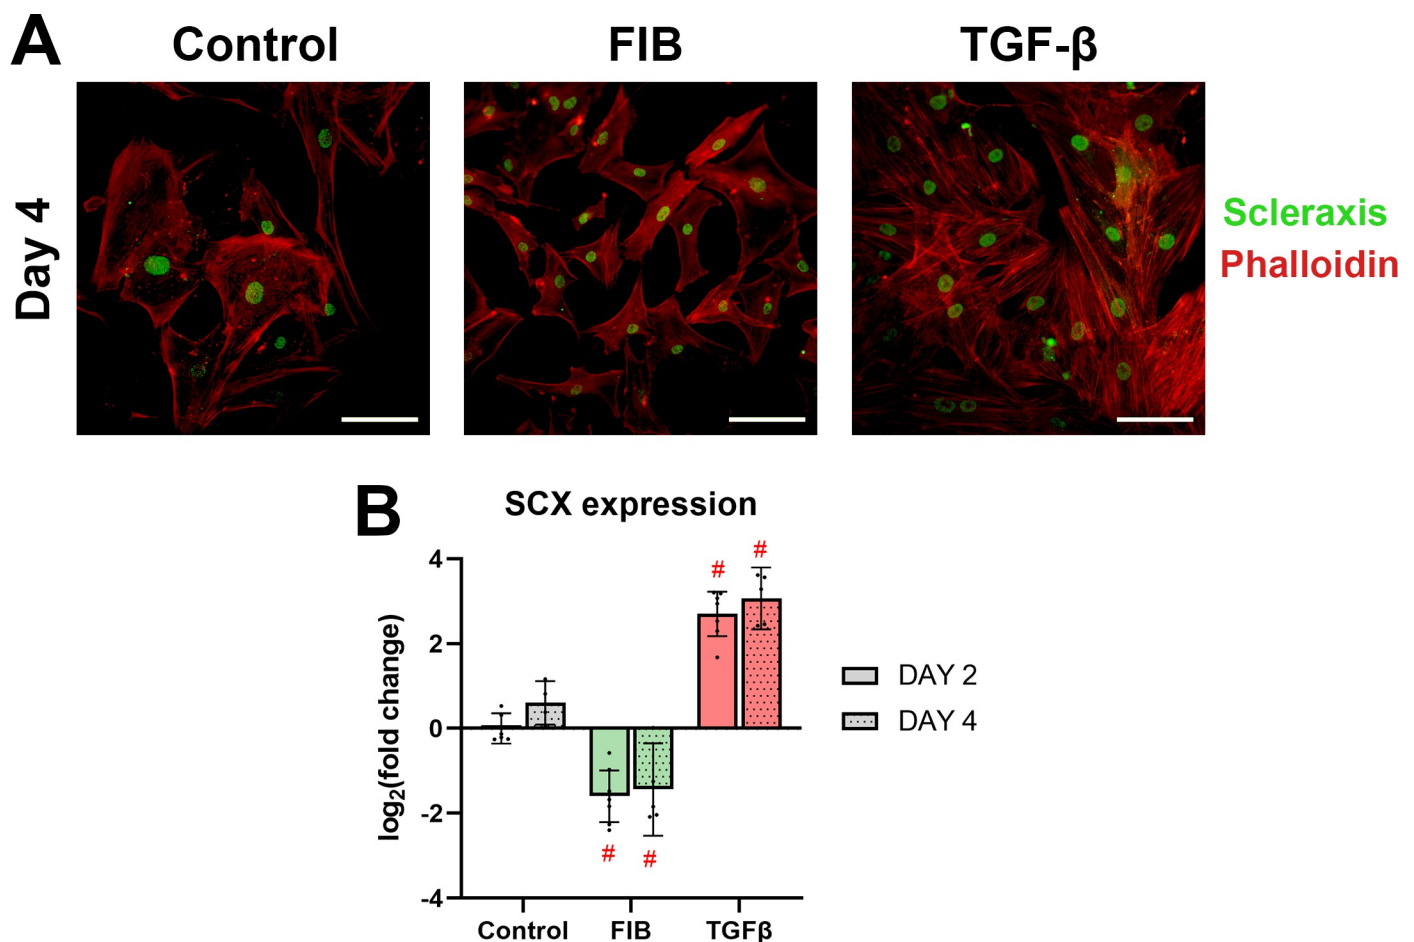 A
Control
FIB
TGF-β
Day 4
Scleraxis
Phalloidin
B
SCX expression
log2(fold change)
4
2
0
-2
-4
#
#
#
#
Control
FIB
TGFβ
DAY 2
DAY 4